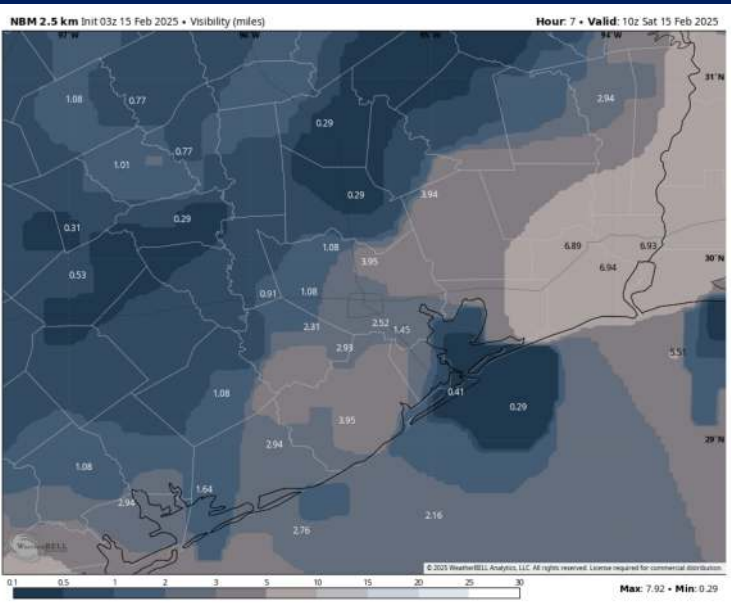 NBM 2.5 km Init 03z 15 Feb 2025 • Visibility (miles)
Hour: 7 • Valid: 10z Sat 15 Feb 2025
97°W 96°W 95°W 94°W
31°N
1.08 0.77 2.94
0.29
0.77
1.01
0.29 3.94
0.29
0.31
1.08 6.89 6.93
3.95 30°N
0.53 6.94
0.91 1.08
2.31 2.52 1.45
2.93 5.51
1.08 0.41
0.29
3.95
2.94 29°N
1.08
1.64
2.94
2.16
2.76
WeatherBELL
© 2025 WeatherBELL Analytics, LLC. All rights reserved. License required for commercial distribution.
0.1 0.5 1 2 3 5 10 15 20 25 30
Max: 7.92 • Min: 0.29